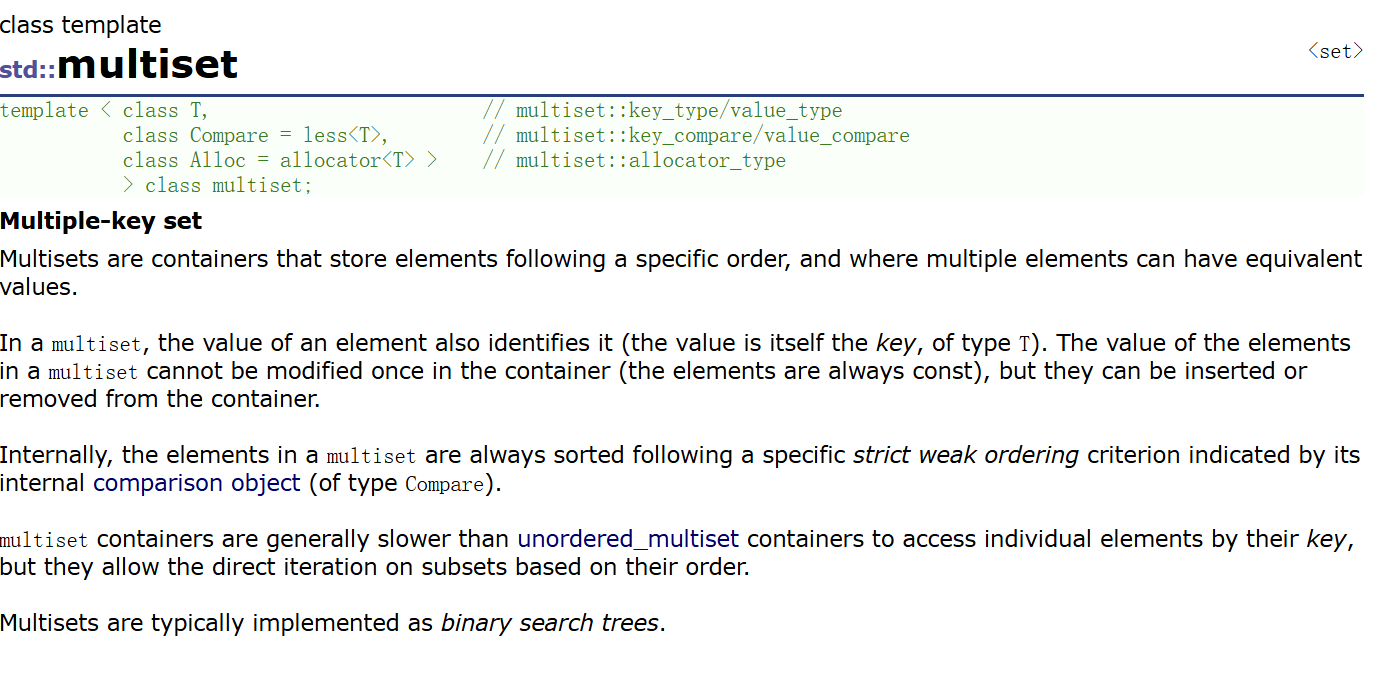 class template
<set>
std::multiset
template < class T,                        // multiset::key_type/value_type
           class Compare = less<T>,        // multiset::key_compare/value_compare
           class Alloc = allocator<T> >    // multiset::allocator_type
           > class multiset;
Multiple-key set
Multisets are containers that store elements following a specific order, and where multiple elements can have equivalent
values.
In a multiset, the value of an element also identifies it (the value is itself the key, of type T). The value of the elements
in a multiset cannot be modified once in the container (the elements are always const), but they can be inserted or
removed from the container.
Internally, the elements in a multiset are always sorted following a specific strict weak ordering criterion indicated by its
internal comparison object (of type Compare).
multiset containers are generally slower than unordered_multiset containers to access individual elements by their key,
but they allow the direct iteration on subsets based on their order.
Multisets are typically implemented as binary search trees.